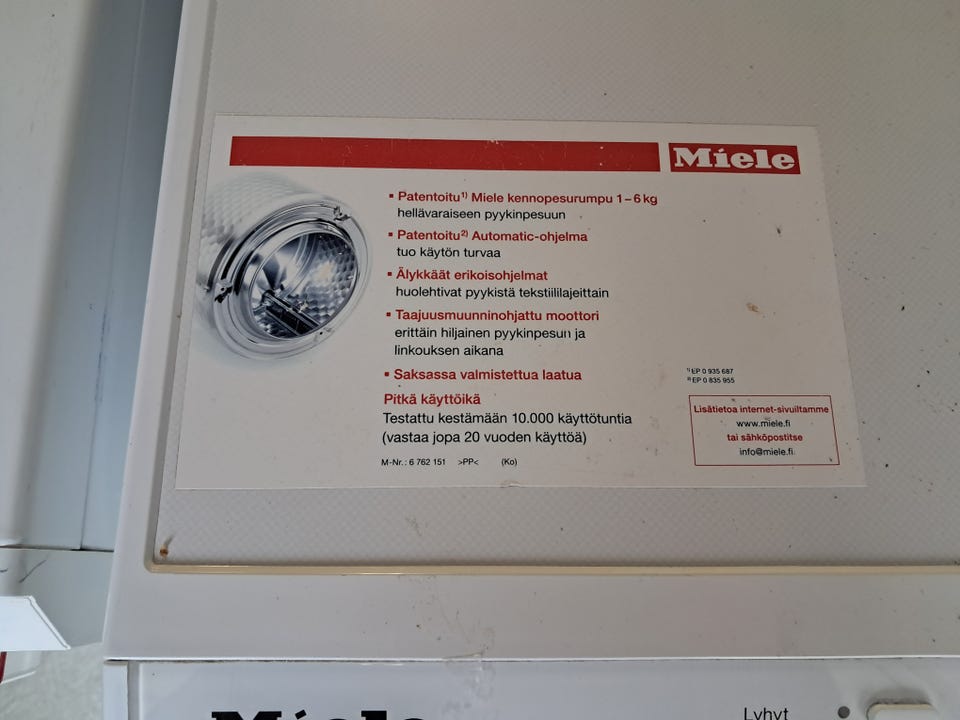 Miele
▪ Patentoitu¹⁾ Miele kennopesurumpu 1 – 6 kg
hellävaraiseen pyykinpesuun
▪ Patentoitu²⁾ Automatic-ohjelma
tuo käytön turvaa
▪ Älykkäät erikoisohjelmat
huolehtivat pyykistä tekstiililajeittain
▪ Taajuusmuunninohjattu moottori
erittäin hiljainen pyykinpesun ja
linkouksen aikana
▪ Saksassa valmistettua laatua
Pitkä käyttöikä
Testattu kestämään 10.000 käyttötuntia
(vastaa jopa 20 vuoden käyttöä)
M-Nr.: 6 762 151 >PP< (Ko)
¹⁾ EP 0 935 687
²⁾ EP 0 835 955
Lisätietoa internet-sivuiltamme
www.miele.fi
tai sähköpostitse
info@miele.fi
Miele
Lyhyt